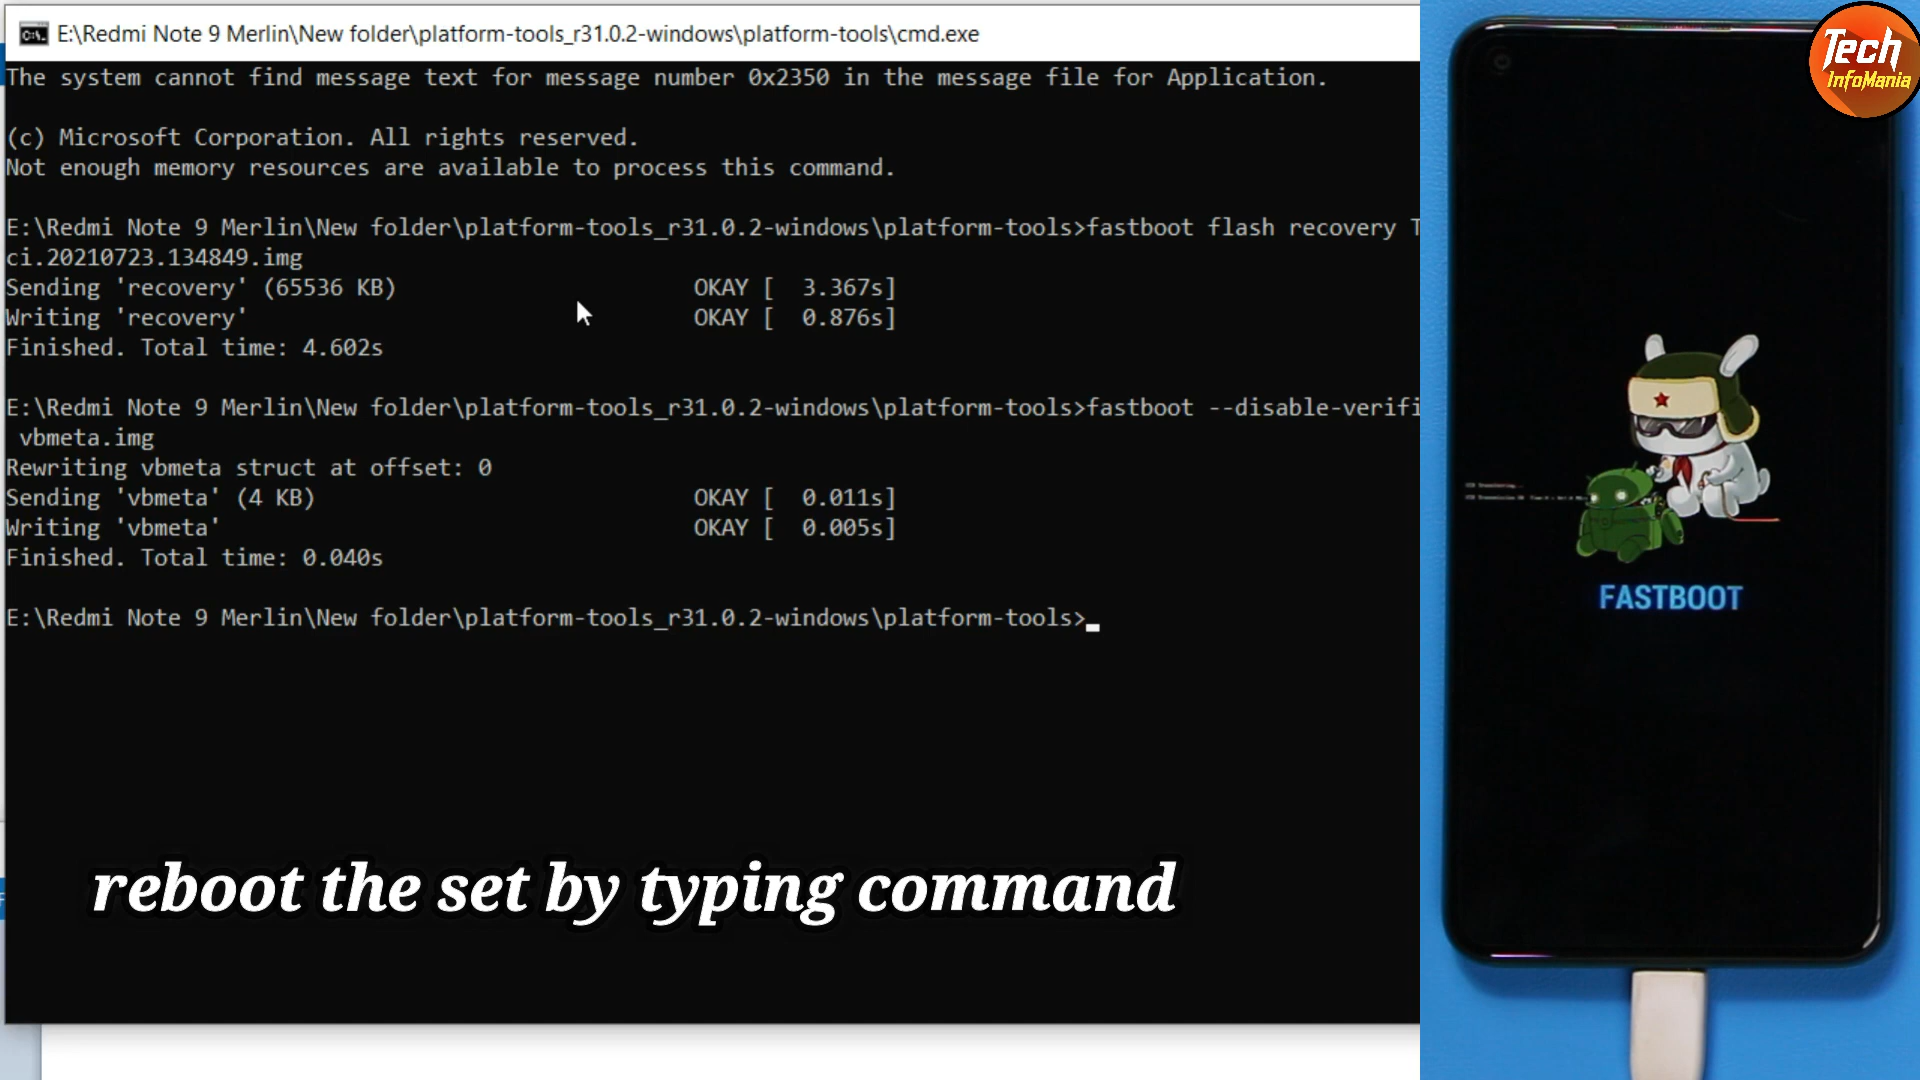 E:\Redmi Note 9 Merlin\New folder\platform-tools_r31.0.2-windows\platform-tools\cmd.exe
The system cannot find message text for message number 0x2350 in the message file for Application.
(c) Microsoft Corporation. All rights reserved.
Not enough memory resources are available to process this command.
E:\Redmi Note 9 Merlin\New folder\platform-tools_r31.0.2-windows\platform-tools>fastboot flash recovery T
ci.20210723.134849.img
Sending 'recovery' (65536 KB) OKAY [ 3.367s]
Writing 'recovery' OKAY [ 0.876s]
Finished. Total time: 4.602s
E:\Redmi Note 9 Merlin\New folder\platform-tools_r31.0.2-windows\platform-tools>fastboot --disable-verifi
vbmeta.img
Rewriting vbmeta struct at offset: 0
Sending 'vbmeta' (4 KB) OKAY [ 0.011s]
Writing 'vbmeta' OKAY [ 0.005s]
Finished. Total time: 0.040s
E:\Redmi Note 9 Merlin\New folder\platform-tools_r31.0.2-windows\platform-tools>_
reboot the set by typing command
Tech
InfoMania
FASTBOOT